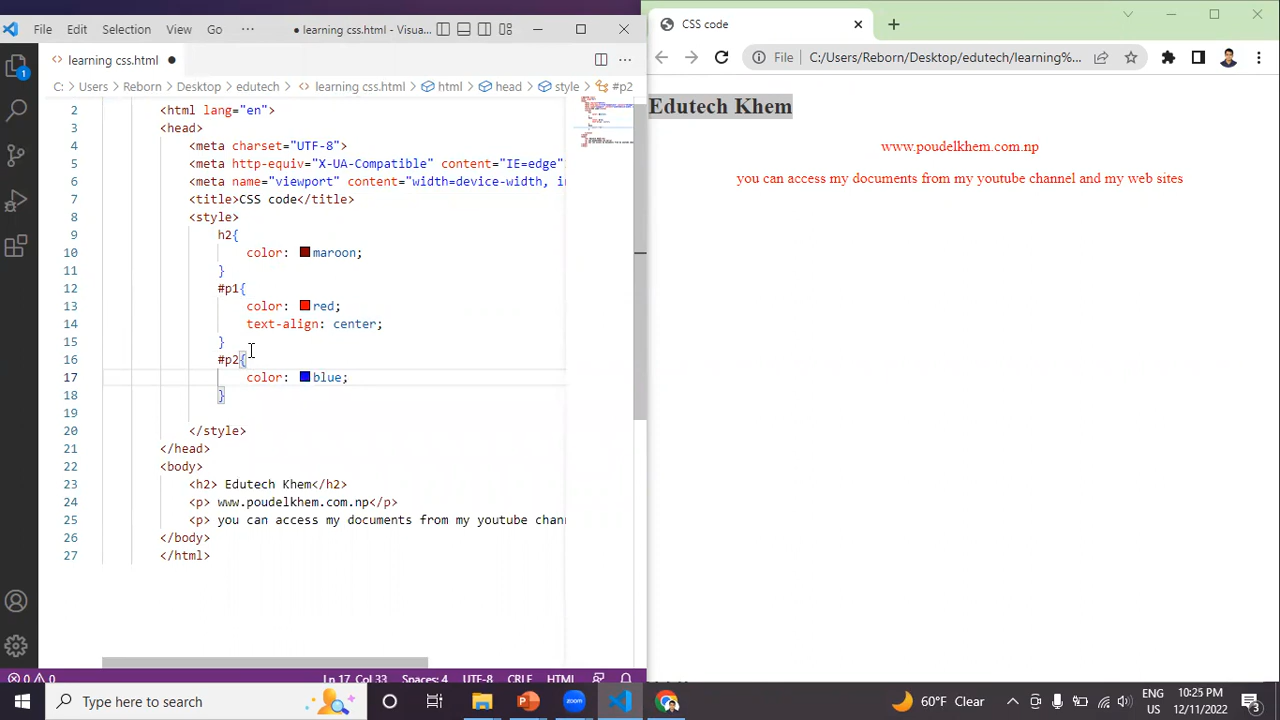 File Edit Selection View Go ··· ● learning css.html - Visua...
learning css.html ●
C: > Users > Reborn > Desktop > edutech > learning css.html > html > head > style > #p2
2 <html lang="en">
3 <head>
4 <meta charset="UTF-8">
5 <meta http-equiv="X-UA-Compatible" content="IE=edge"
6 <meta name="viewport" content="width=device-width, in
7 <title>CSS code</title>
8 <style>
9 h2{
10 color: maroon;
11 }
12 #p1{
13 color: red;
14 text-align: center;
15 }
16 #p2{
17 color: blue;
18 }
19
20 </style>
21 </head>
22 <body>
23 <h2> Edutech Khem</h2>
24 <p> www.poudelkhem.com.np</p>
25 <p> you can access my documents from my youtube chan
26 </body>
27 </html>
1
0 0 Ln 17, Col 33 Spaces: 4 UTF-8 CRLF HTML
CSS code
File C:/Users/Reborn/Desktop/edutech/learning%...
Edutech Khem
www.poudelkhem.com.np
you can access my documents from my youtube channel and my web sites
Type here to search
zoom
60°F Clear
ENG
US
10:25 PM
12/11/2022
3